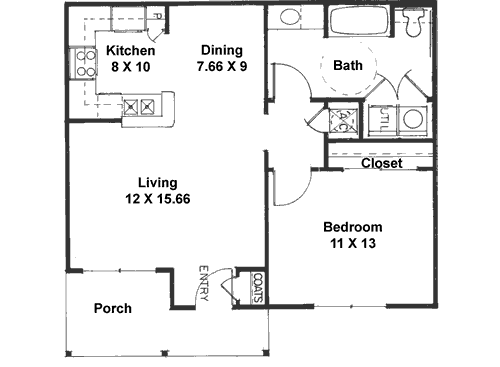 P
Kitchen
8 X 10
Dining
7.66 X 9
Bath
A/C
UTIL
Closet
Living
12 X 15.66
Bedroom
11 X 13
ENTRY
COATS
Porch